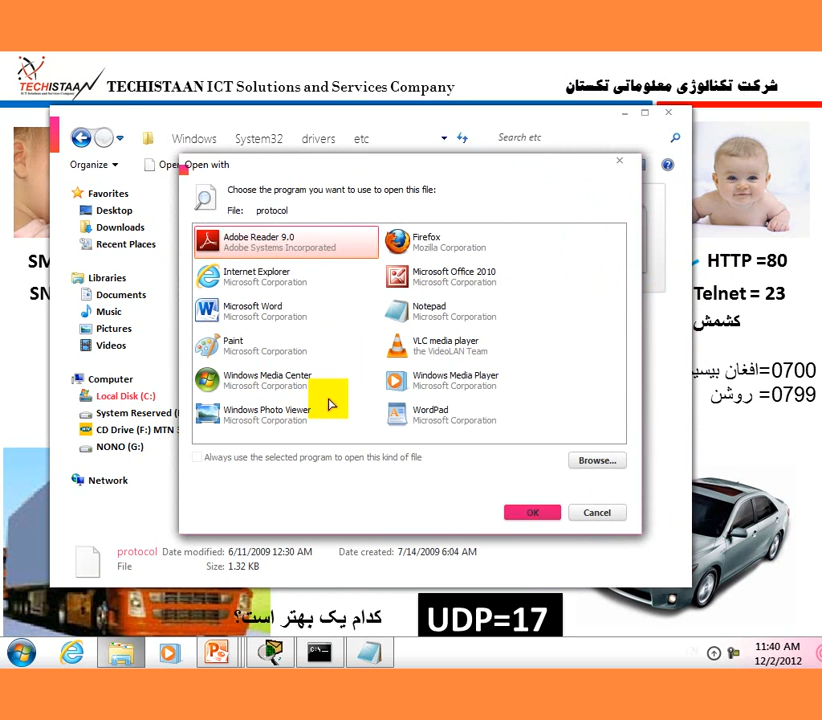 TECHISTAAN
TECHISTAAN ICT Solutions and Services Company
شرکت تکنالوژی معلوماتی تکستان
Windows System32 drivers etc
Search etc
Organize
Open with
Choose the program you want to use to open this file:
File: protocol
Favorites
Desktop
Downloads
Recent Places
Libraries
Documents
Music
Pictures
Videos
Computer
Local Disk (C:)
System Reserved (
CD Drive (F:) MTN
NONO (G:)
Network
Adobe Reader 9.0
Adobe Systems Incorporated
Firefox
Mozilla Corporation
Internet Explorer
Microsoft Corporation
Microsoft Office 2010
Microsoft Corporation
Microsoft Word
Microsoft Corporation
Notepad
Microsoft Corporation
Paint
Microsoft Corporation
VLC media player
the VideoLAN Team
Windows Media Center
Microsoft Corporation
Windows Media Player
Microsoft Corporation
Windows Photo Viewer
Microsoft Corporation
WordPad
Microsoft Corporation
Always use the selected program to open this kind of file
Browse...
OK
Cancel
protocol Date modified: 6/11/2009 12:30 AM Date created: 7/14/2009 6:04 AM
File Size: 1.32 KB
HTTP =80
Telnet = 23
کشمش
0700=افغان بیسیم
0799= روشن
کدام یک بهتر است؟
UDP=17
11:40 AM
12/2/2012